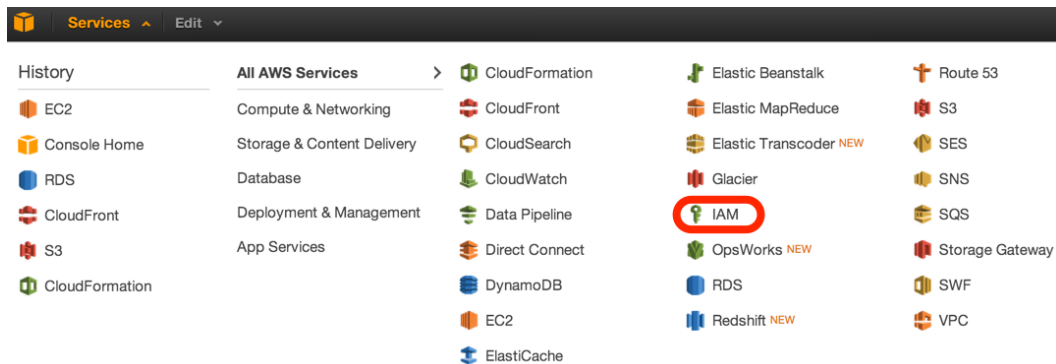 Services Edit
History
EC2
Console Home
RDS
CloudFront
S3
CloudFormation
All AWS Services
Compute & Networking
Storage & Content Delivery
Database
Deployment & Management
App Services
CloudFormation
CloudFront
CloudSearch
CloudWatch
Data Pipeline
Direct Connect
DynamoDB
EC2
ElastiCache
Elastic Beanstalk
Elastic MapReduce
Elastic Transcoder NEW
Glacier
IAM
OpsWorks NEW
RDS
Redshift NEW
Route 53
S3
SES
SNS
SQS
Storage Gateway
SWF
VPC